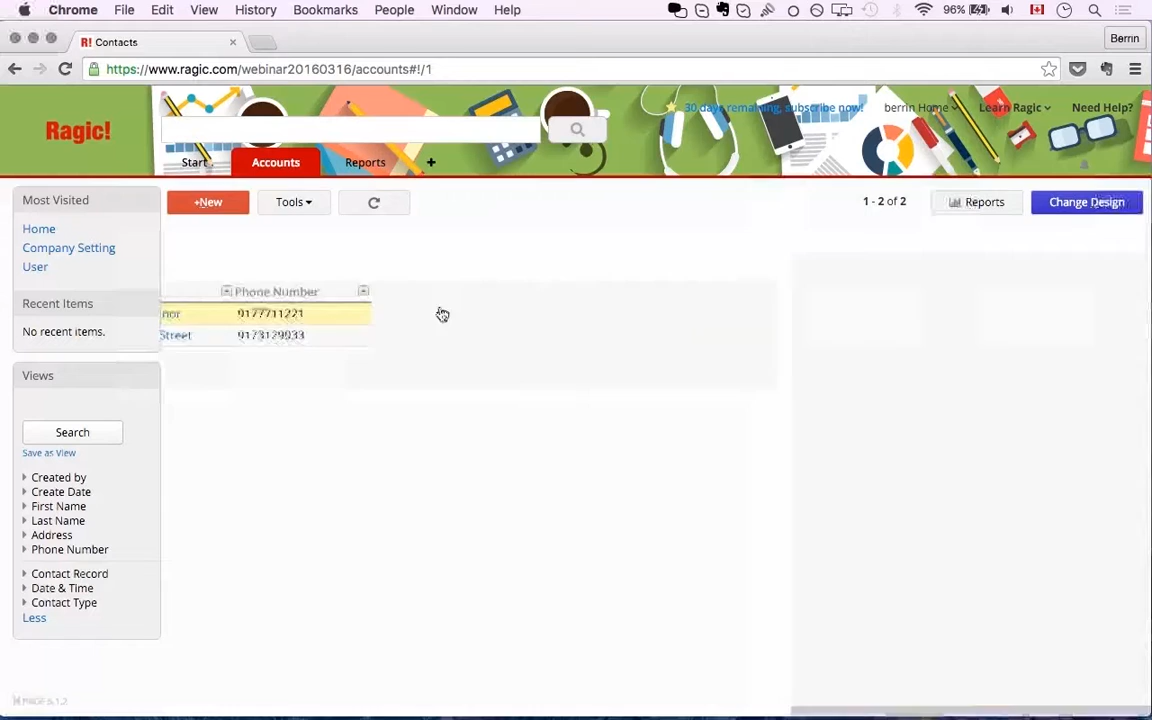 Chrome File Edit View History Bookmarks People Window Help 96%
R! Contacts
Berrin
https://www.ragic.com/webinar20160316/accounts#!/1
30 days remaining, subscribe now! berrin Home Learn Ragic Need Help?
Ragic!
Start Accounts Reports +
Most Visited
+New Tools 1 - 2 of 2 Reports Change Design
Home
Company Setting
User
Phone Number
Recent Items
nor 9177711221
No recent items.
Street 9173129033
Views
Search
Save as View
Created by
Create Date
First Name
Last Name
Address
Phone Number
Contact Record
Date & Time
Contact Type
Less